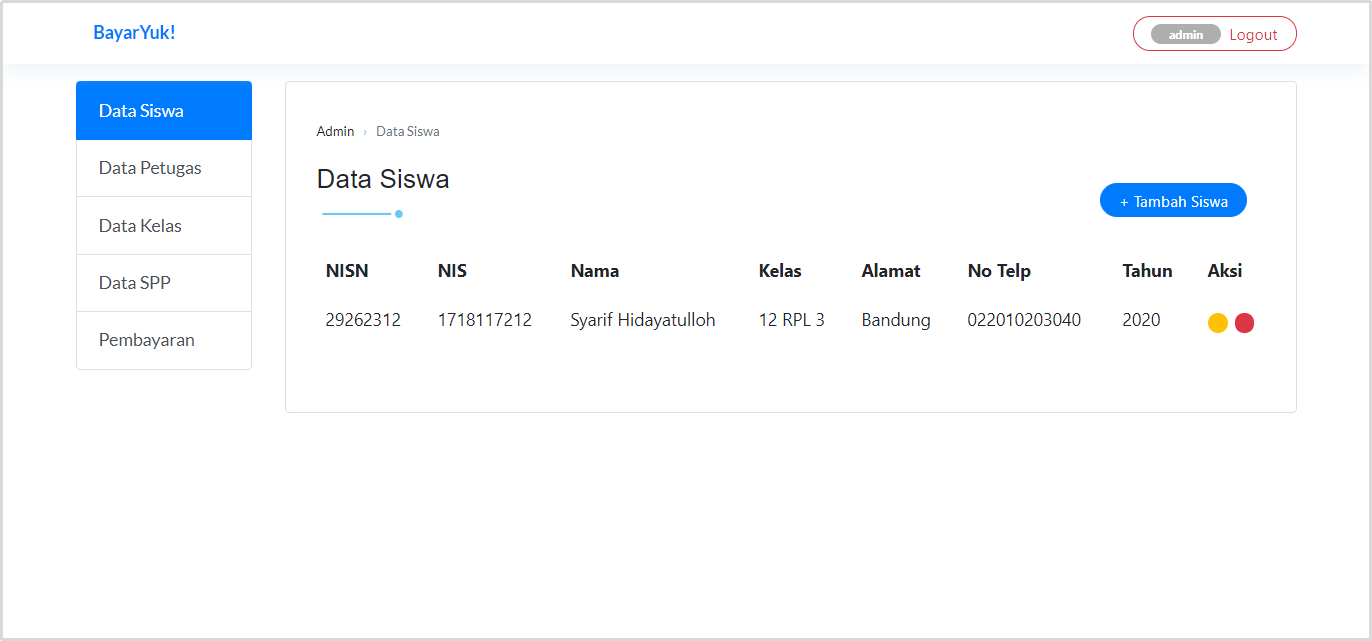 BayarYuk!
admin Logout
Data Siswa
Data Petugas
Data Kelas
Data SPP
Pembayaran
Admin › Data Siswa
Data Siswa
+ Tambah Siswa
NISN NIS Nama Kelas Alamat No Telp Tahun Aksi
29262312 1718117212 Syarif Hidayatulloh 12 RPL 3 Bandung 022010203040 2020